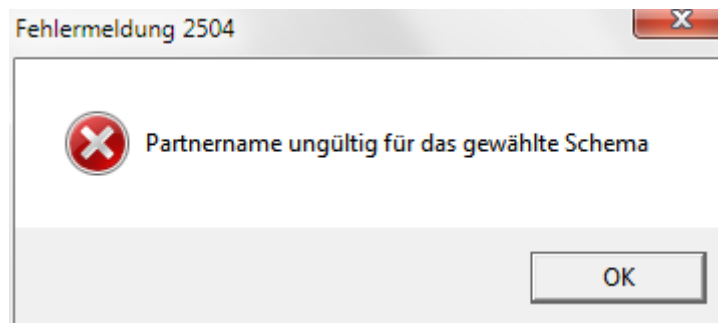 Fehlermeldung 2504
Partnername ungültig für das gewählte Schema
OK